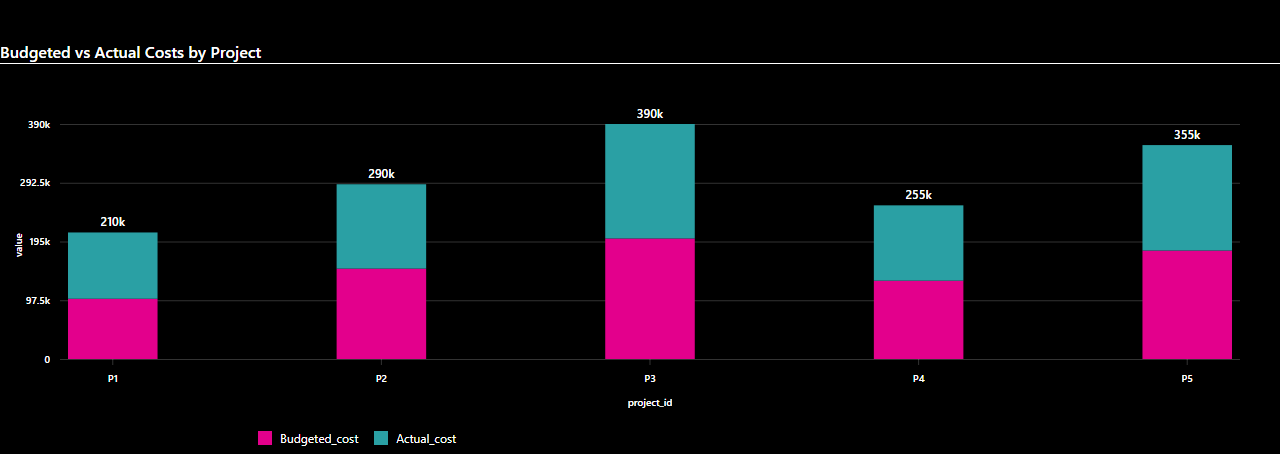 Budgeted vs Actual Costs by Project
390k
355k
290k
255k
210k
390k
292.5k
195k
97.5k
0
value
P1 P2 P3 P4 P5
project_id
Budgeted_cost Actual_cost